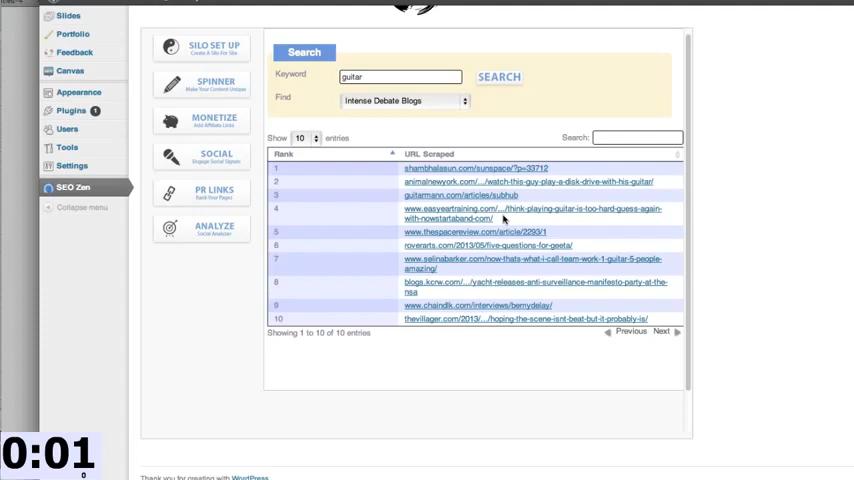 Slides
Portfolio
Feedback
Canvas
Appearance
Plugins 1
Users
Tools
Settings
SEO Zen
Collapse menu
SILO SET UP
Create A Silo For Site
SPINNER
Make Your Content Unique
MONETIZE
Add Affiliate Links
SOCIAL
Engage Social Signals
PR LINKS
Rank Your Pages
ANALYZE
Social Analyzer
Search
Keyword guitar SEARCH
Find Intense Debate Blogs
Show 10 entries Search:
Rank URL Scraped
1 shambhalasun.com/sunspace/?p=33712
2 animalnewyork.com/.../watch-this-guy-play-a-disk-drive-with-his-guitar/
3 guitarmann.com/articles/subhub
4 www.easyeartraining.com/.../think-playing-guitar-is-too-hard-guess-again-
with-nowstartaband-com/
5 www.thespacereview.com/article/2293/1
6 roverarts.com/2013/05/five-questions-for-geeta/
7 www.selinabarker.com/now-thats-what-i-call-team-work-1-guitar-5-people-
amazing/
8 blogs.kcrw.com/.../yacht-releases-anti-surveillance-manifesto-party-at-the-
nsa
9 www.chaindlk.com/interviews/bernydelay/
10 thevillager.com/2013/.../hoping-the-scene-isnt-beat-but-it-probably-is/
Showing 1 to 10 of 10 entries Previous Next
0:01
0
Thank you for creating with WordPress